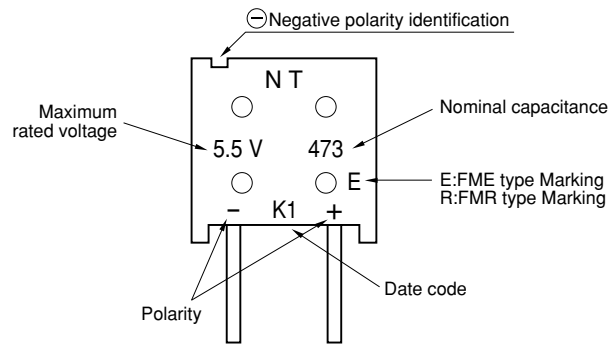 ⊖Negative polarity identification
N T
Maximum
rated voltage
Nominal capacitance
5.5 V
473
E
E:FME type Marking
R:FMR type Marking
−
K1
+
Date code
Polarity